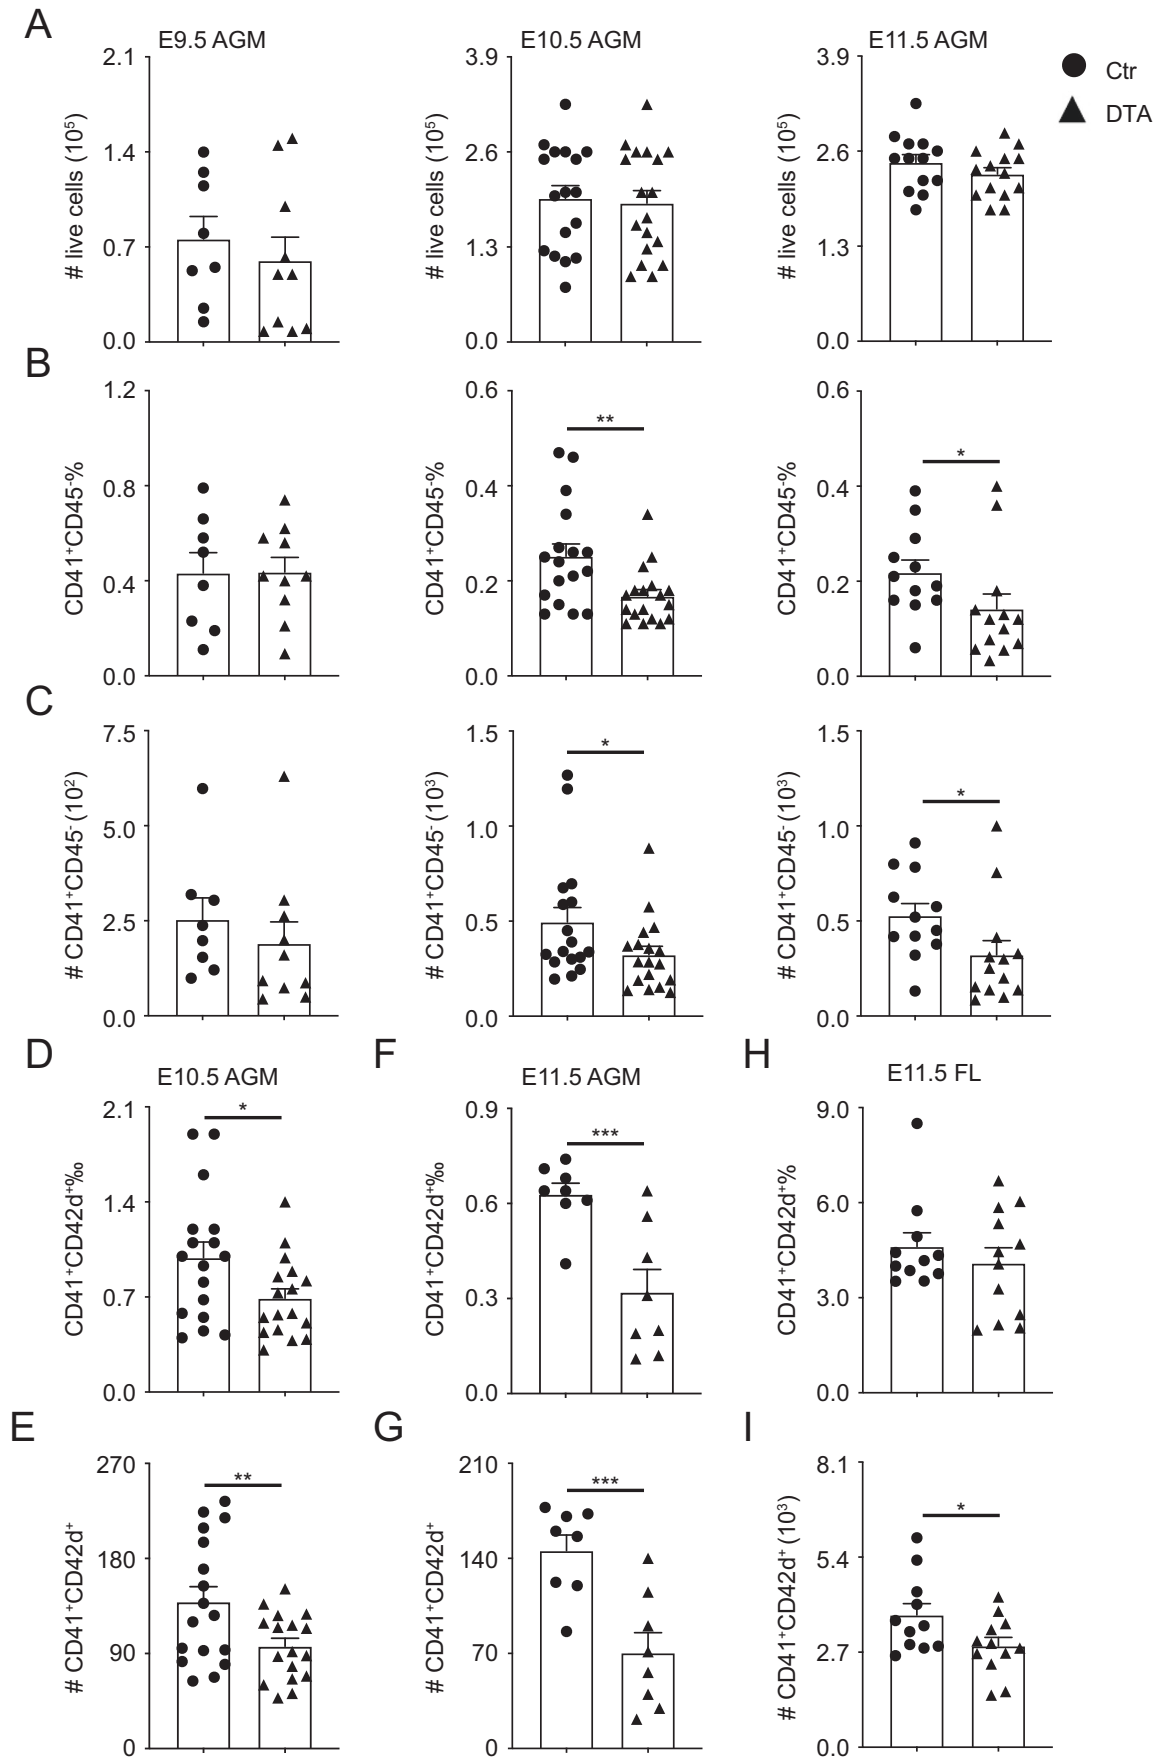 A
E9.5 AGM
E10.5 AGM
E11.5 AGM
Ctr
DTA
# live cells (10⁵)
2.1
1.4
0.7
0.0
# live cells (10⁵)
3.9
2.6
1.3
0.0
# live cells (10⁵)
3.9
2.6
1.3
0.0
B
CD41⁺CD45⁻%
1.2
0.8
0.4
0.0
CD41⁺CD45⁻%
0.6
0.4
0.2
0.0
**
CD41⁺CD45⁻%
0.6
0.4
0.2
0.0
*
C
# CD41⁺CD45⁻ (10²)
7.5
5.0
2.5
0.0
# CD41⁺CD45⁻ (10³)
1.5
1.0
0.5
0.0
*
# CD41⁺CD45⁻ (10³)
1.5
1.0
0.5
0.0
*
D
E10.5 AGM
CD41⁺CD42d⁺‰
2.1
1.4
0.7
0.0
*
F
E11.5 AGM
CD41⁺CD42d⁺‰
0.9
0.6
0.3
0.0
***
H
E11.5 FL
CD41⁺CD42d⁺%
9.0
6.0
3.0
0.0
E
# CD41⁺CD42d⁺
270
180
90
0
**
G
# CD41⁺CD42d⁺
210
140
70
0
***
I
# CD41⁺CD42d⁺ (10³)
8.1
5.4
2.7
0.0
*